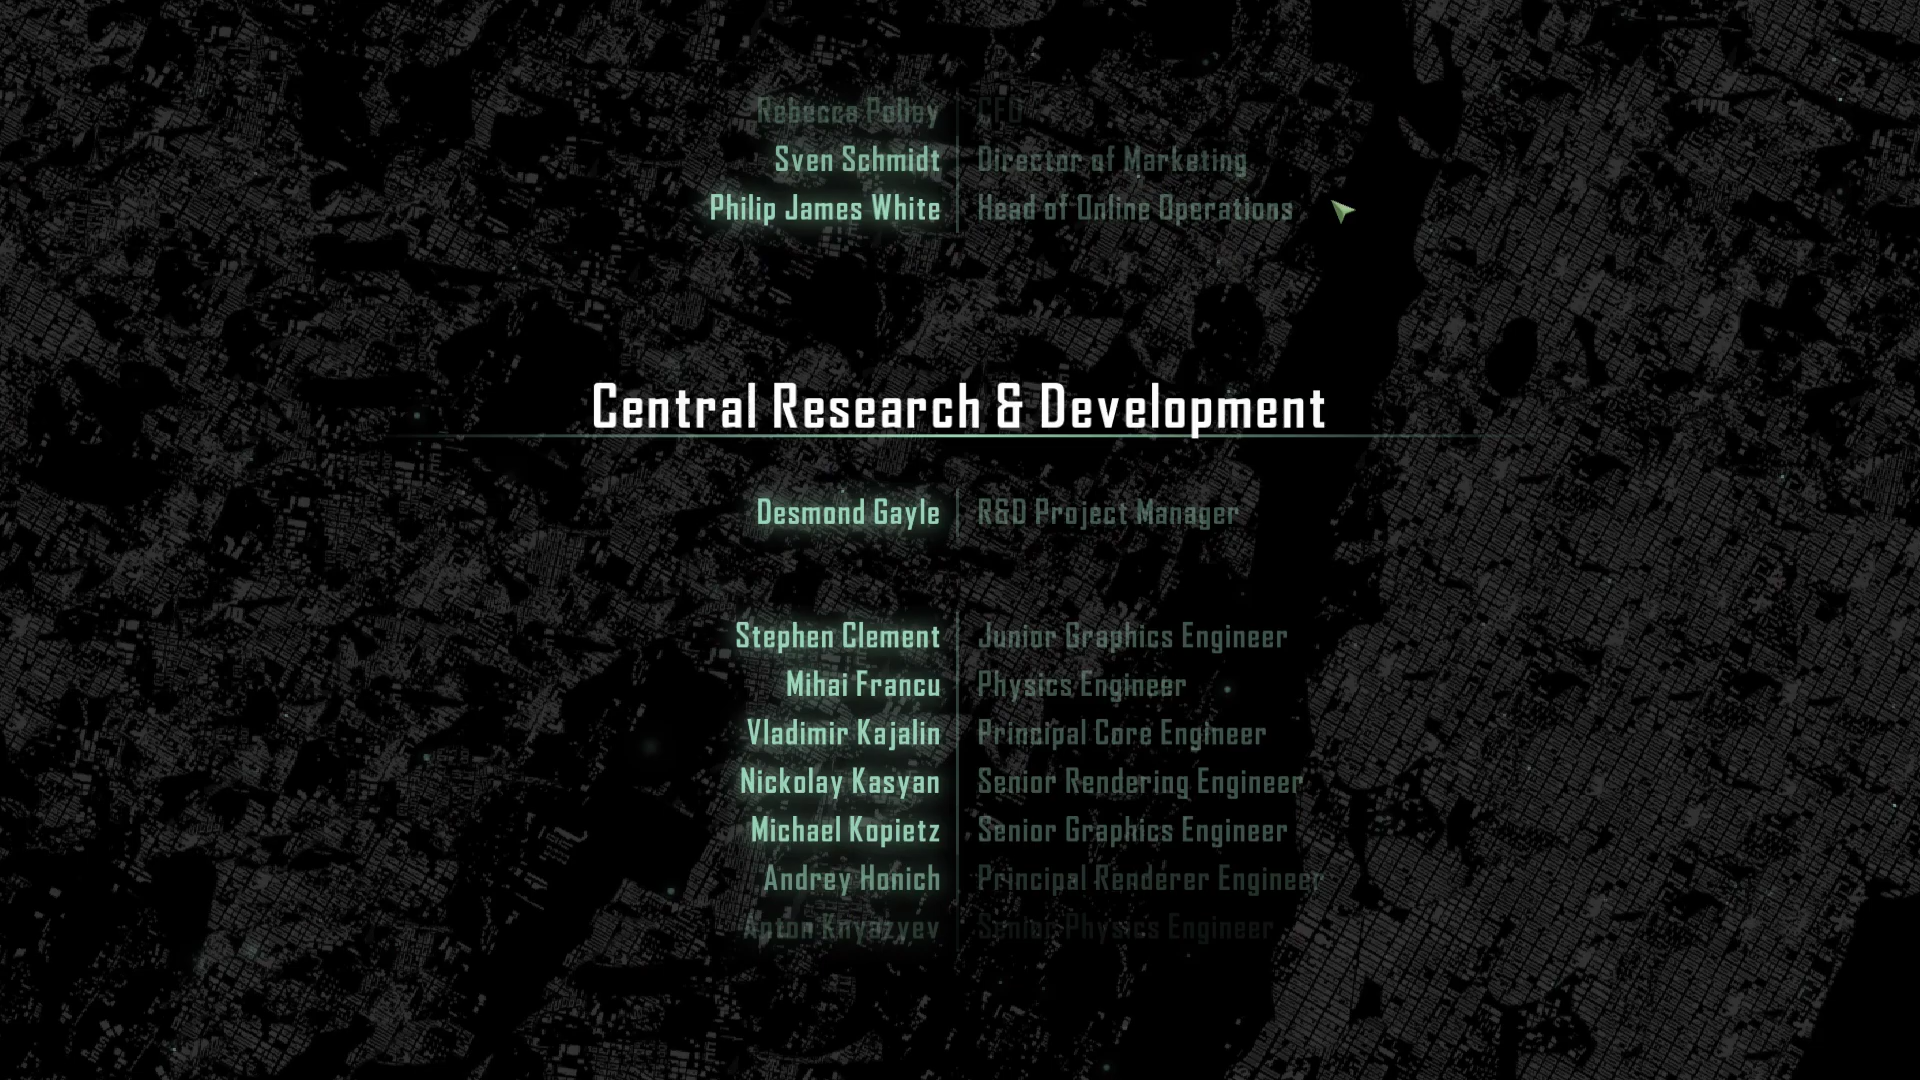 Rebecca Polley CFO
Sven Schmidt Director of Marketing
Philip James White Head of Online Operations
Central Research & Development
Desmond Gayle R&D Project Manager
Stephen Clement Junior Graphics Engineer
Mihai Francu Physics Engineer
Vladimir Kajalin Principal Core Engineer
Nickolay Kasyan Senior Rendering Engineer
Michael Kopietz Senior Graphics Engineer
Andrey Honich Principal Renderer Engineer
Anton Knyazyev Senior Physics Engineer